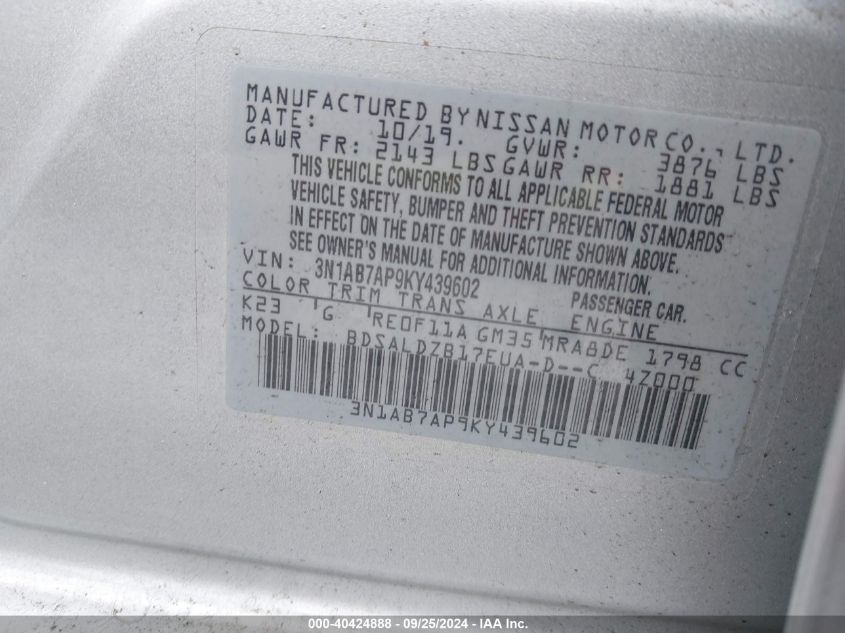 MANUFACTURED BY NISSAN MOTOR CO., LTD.
DATE: 10/19. GVWR: 3876 LBS
GAWR FR: 2143 LBS GAWR RR: 1881 LBS
THIS VEHICLE CONFORMS TO ALL APPLICABLE FEDERAL MOTOR
VEHICLE SAFETY, BUMPER AND THEFT PREVENTION STANDARDS
IN EFFECT ON THE DATE OF MANUFACTURE SHOWN ABOVE.
SEE OWNER'S MANUAL FOR ADDITIONAL INFORMATION.
VIN: 3N1AB7AP9KY439602 PASSENGER CAR.
COLOR TRIM TRANS AXLE ENGINE
K23 G RE0F11A GM35 MRA8DE 1798 CC
MODEL: BDSALDZB17EUA-D--C 4Z000
3N1AB7AP9KY439602
000-40424888 - 09/25/2024 - IAA Inc.